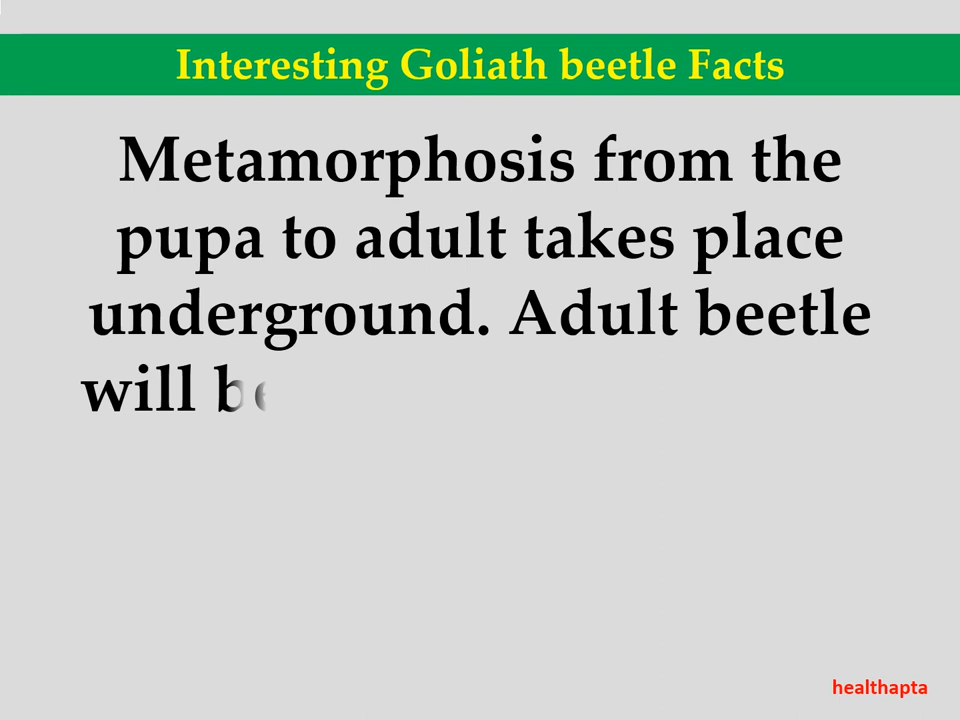 Interesting Goliath beetle Facts
Metamorphosis from the
pupa to adult takes place
underground. Adult beetle
will
healthapta